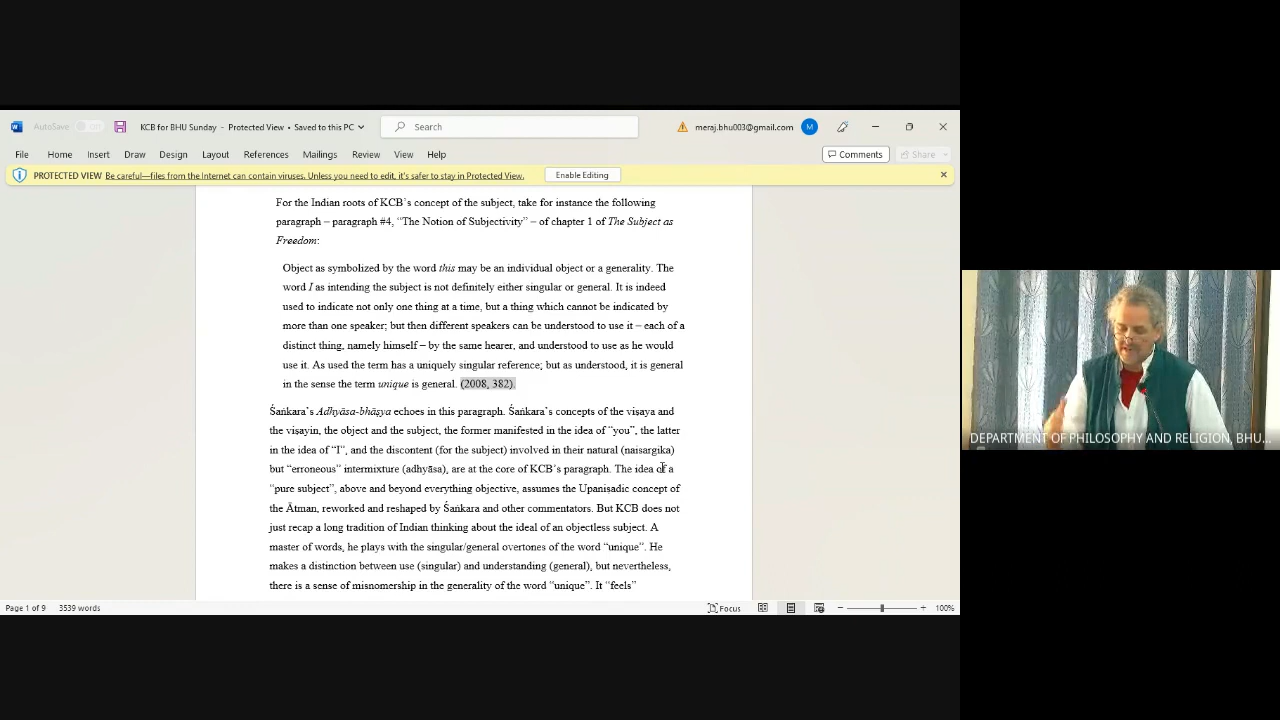 AutoSave
KCB for BHU Sunday - Protected View • Saved to this PC
Search
meraj.bhu003@gmail.com
M
File Home Insert Draw Design Layout References Mailings Review View Help
Comments
Share
PROTECTED VIEW Be careful—files from the Internet can contain viruses. Unless you need to edit, it's safer to stay in Protected View.
Enable Editing
For the Indian roots of KCB's concept of the subject, take for instance the following
paragraph – paragraph #4, “The Notion of Subjectivity” – of chapter 1 of The Subject as
Freedom:
Object as symbolized by the word this may be an individual object or a generality. The
word I as intending the subject is not definitely either singular or general. It is indeed
used to indicate not only one thing at a time, but a thing which cannot be indicated by
more than one speaker; but then different speakers can be understood to use it – each of a
distinct thing, namely himself – by the same hearer, and understood to use as he would
use it. As used the term has a uniquely singular reference; but as understood, it is general
in the sense the term unique is general. (2008, 382).
Śaṅkara's Adhyāsa-bhāṣya echoes in this paragraph. Śaṅkara's concepts of the viṣaya and
the viṣayin, the object and the subject, the former manifested in the idea of “you”, the latter
in the idea of “I”, and the discontent (for the subject) involved in their natural (naisargika)
but “erroneous” intermixture (adhyāsa), are at the core of KCB's paragraph. The idea of a
“pure subject”, above and beyond everything objective, assumes the Upaniṣadic concept of
the Ātman, reworked and reshaped by Śaṅkara and other commentators. But KCB does not
just recap a long tradition of Indian thinking about the ideal of an objectless subject. A
master of words, he plays with the singular/general overtones of the word “unique”. He
makes a distinction between use (singular) and understanding (general), but nevertheless,
there is a sense of misnomership in the generality of the word “unique”. It “feels”
DEPARTMENT OF PHILOSOPHY AND RELIGION, BHU...
Page 1 of 9 3539 words
Focus
100%